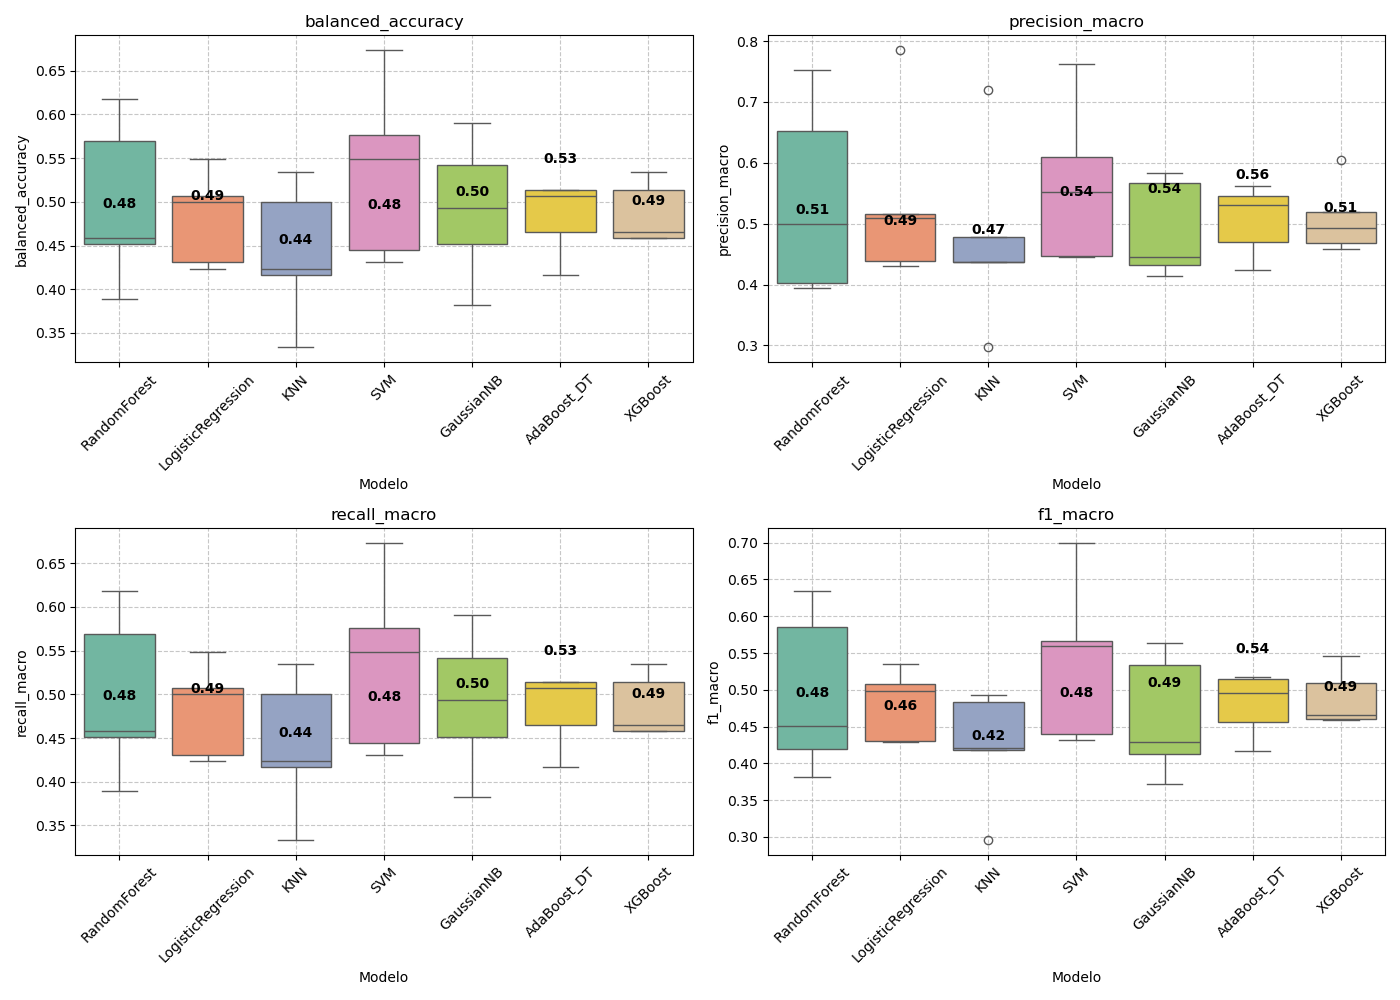 balanced_accuracy
balanced_accuracy
0.65
0.60
0.55
0.50
0.45
0.40
0.35
0.48
0.49
0.44
0.48
0.50
0.53
0.49
RandomForest
LogisticRegression
KNN
SVM
GaussianNB
AdaBoost_DT
XGBoost
Modelo
precision_macro
precision_macro
0.8
0.7
0.6
0.5
0.4
0.3
0.51
0.49
0.47
0.54
0.54
0.56
0.51
RandomForest
LogisticRegression
KNN
SVM
GaussianNB
AdaBoost_DT
XGBoost
Modelo
recall_macro
recall_macro
0.65
0.60
0.55
0.50
0.45
0.40
0.35
0.48
0.49
0.44
0.48
0.50
0.53
0.49
RandomForest
LogisticRegression
KNN
SVM
GaussianNB
AdaBoost_DT
XGBoost
Modelo
f1_macro
f1_macro
0.70
0.65
0.60
0.55
0.50
0.45
0.40
0.35
0.30
0.48
0.46
0.42
0.48
0.49
0.54
0.49
RandomForest
LogisticRegression
KNN
SVM
GaussianNB
AdaBoost_DT
XGBoost
Modelo